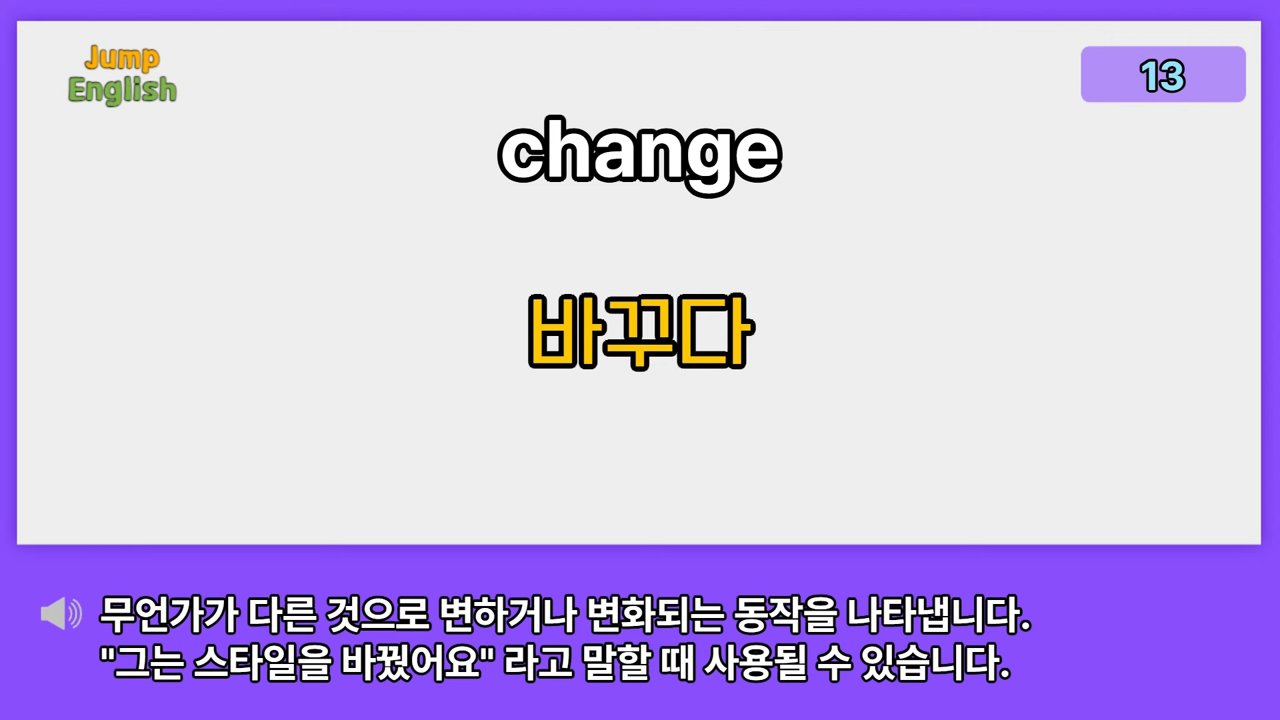 Jump
English
13
change
바꾸다
무언가가 다른 것으로 변하거나 변화되는 동작을 나타냅니다.
"그는 스타일을 바꿨어요" 라고 말할 때 사용될 수 있습니다.